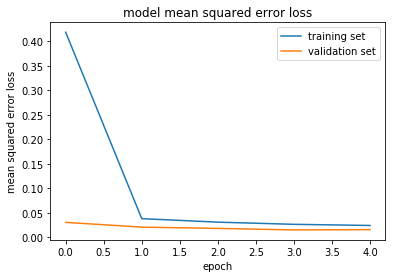 model mean squared error loss
training set
validation set
mean squared error loss
0.40
0.35
0.30
0.25
0.20
0.15
0.10
0.05
0.00
0.0 0.5 1.0 1.5 2.0 2.5 3.0 3.5 4.0
epoch